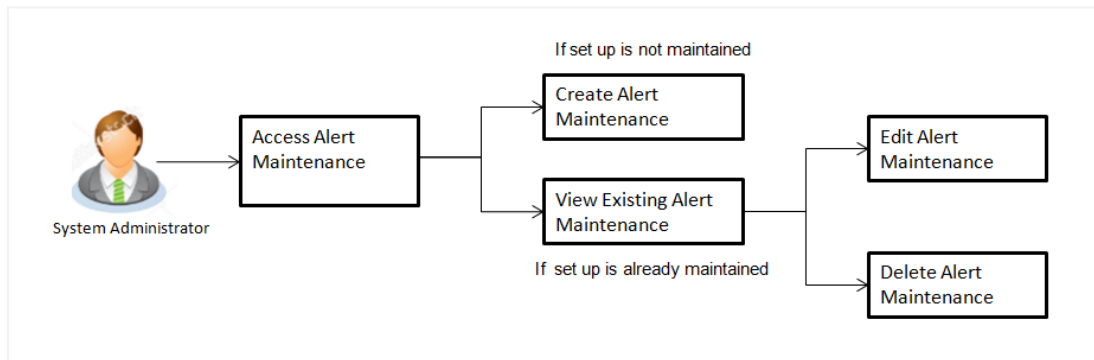 If set up is not maintained
Create Alert
Maintenance
Access Alert
Maintenance
Edit Alert
Maintenance
View Existing Alert
Maintenance
System Administrator
If set up is already maintained
Delete Alert
Maintenance